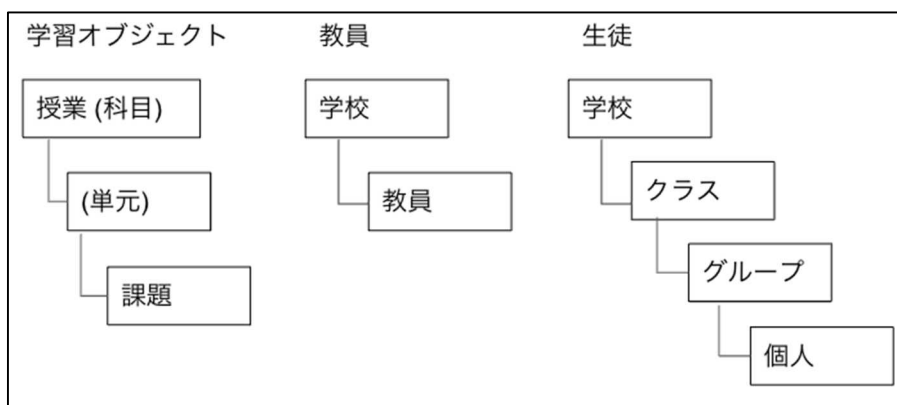 学習オブジェクト
授業 (科目)
(単元)
課題
教員
学校
教員
生徒
学校
クラス
グループ
個人